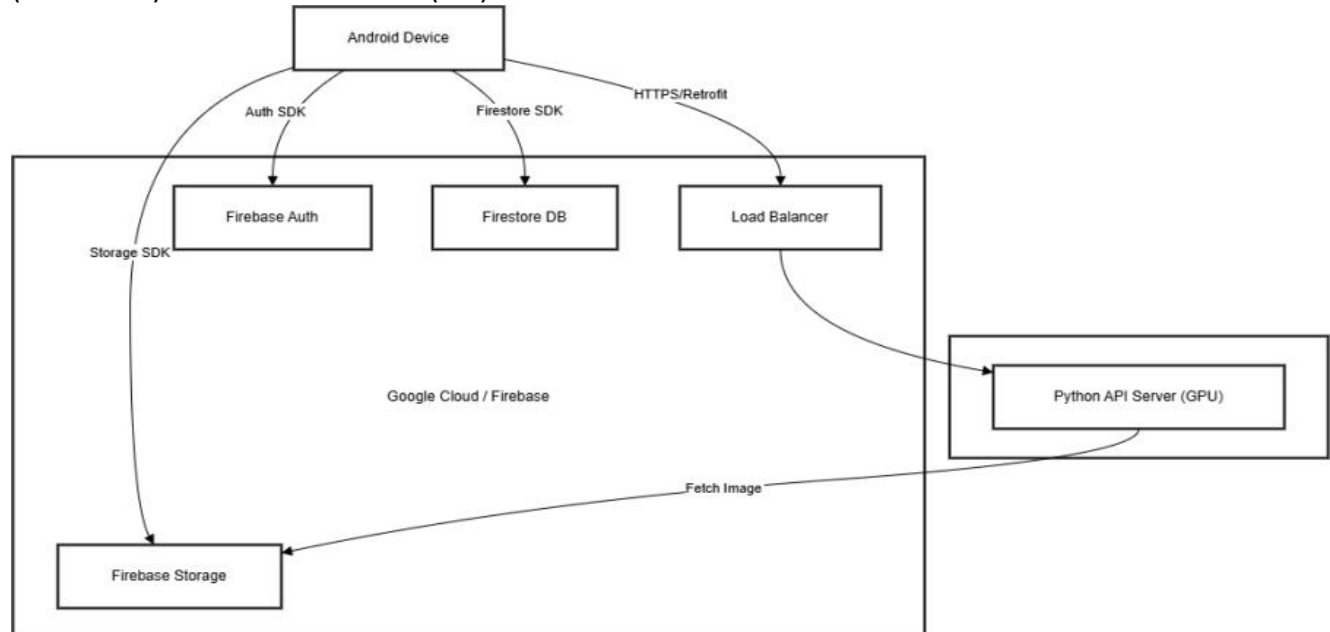 Android Device
HTTPS/Retrofit
Auth SDK
Firestore SDK
Firebase Auth
Firestore DB
Load Balancer
Storage SDK
Google Cloud / Firebase
Python API Server (GPU)
Fetch Image
Firebase Storage